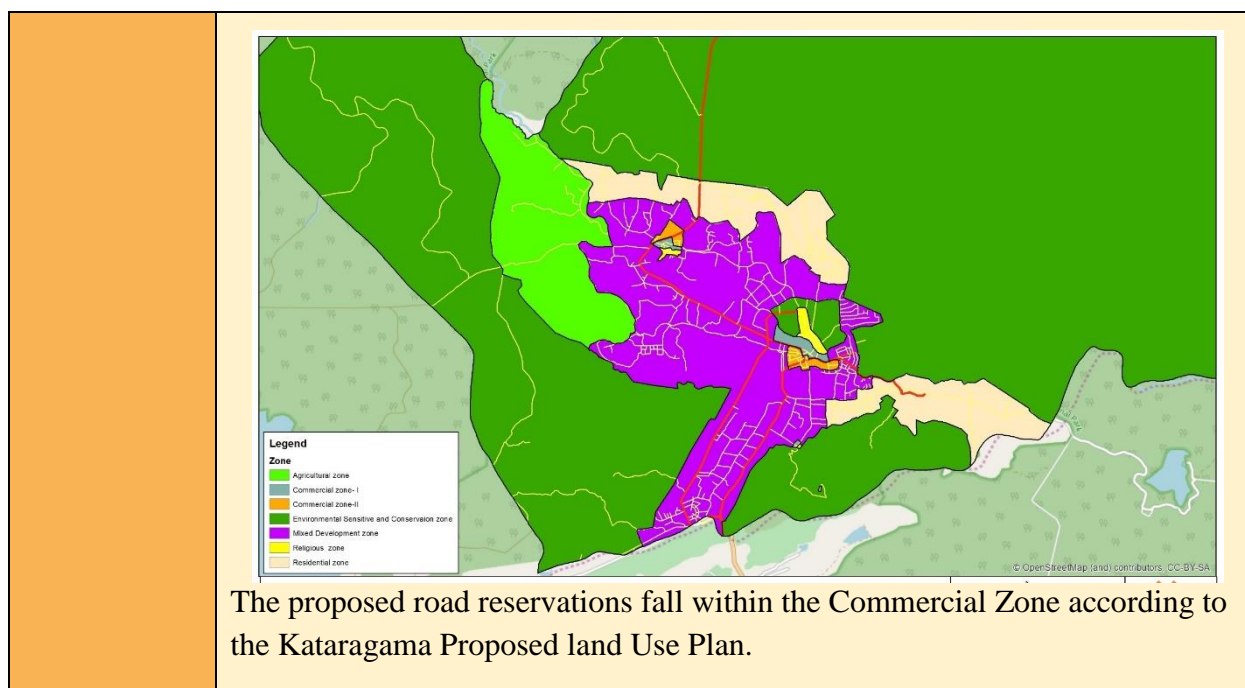 Park
Legend
Zone
Agricultural zone
Commercial zone- I
Commercial zone-II
Environmental Sensitive and Conservaion zone
Mixed Development zone
Religious zone
Residential zone
© OpenStreetMap (and) contributors, CC-BY-SA
The proposed road reservations fall within the Commercial Zone according to
the Kataragama Proposed land Use Plan.